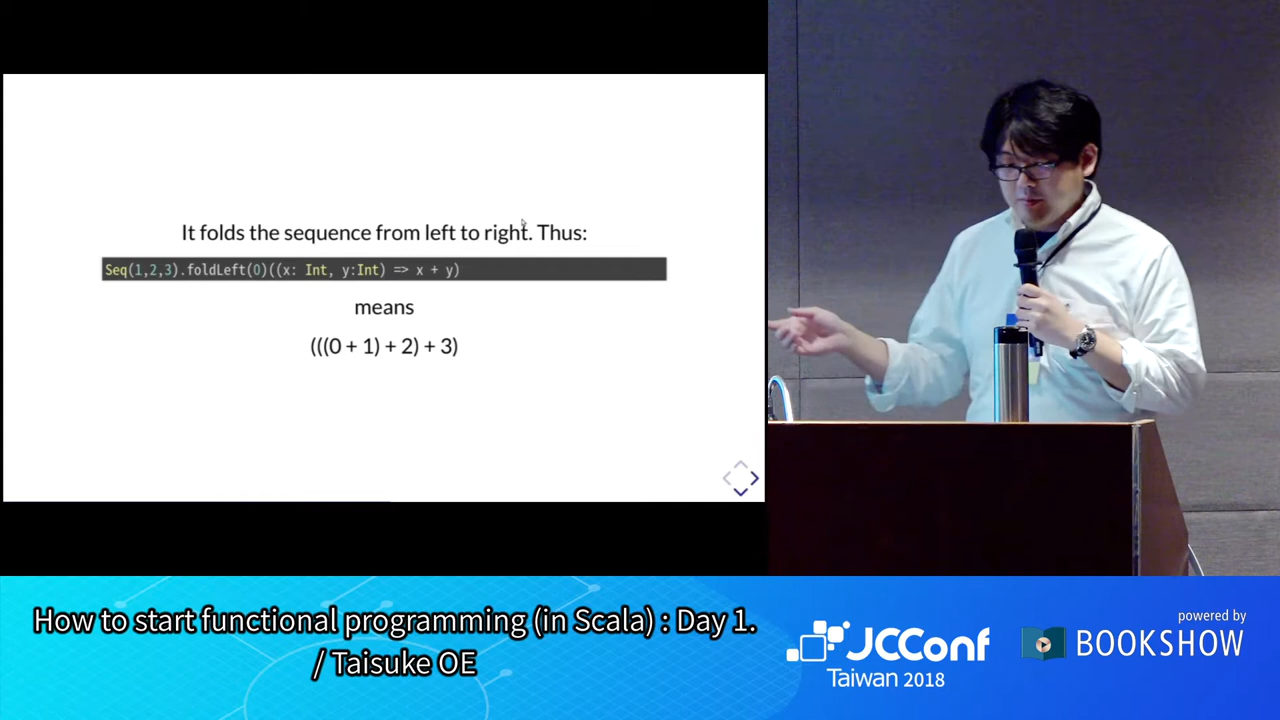 It folds the sequence from left to right. Thus:
Seq(1,2,3).foldLeft(0)((x: Int, y:Int) => x + y)
means
(((0 + 1) + 2) + 3)
How to start functional programming (in Scala) : Day 1.
/ Taisuke OE
JCConf
Taiwan 2018
powered by
BOOKSHOW